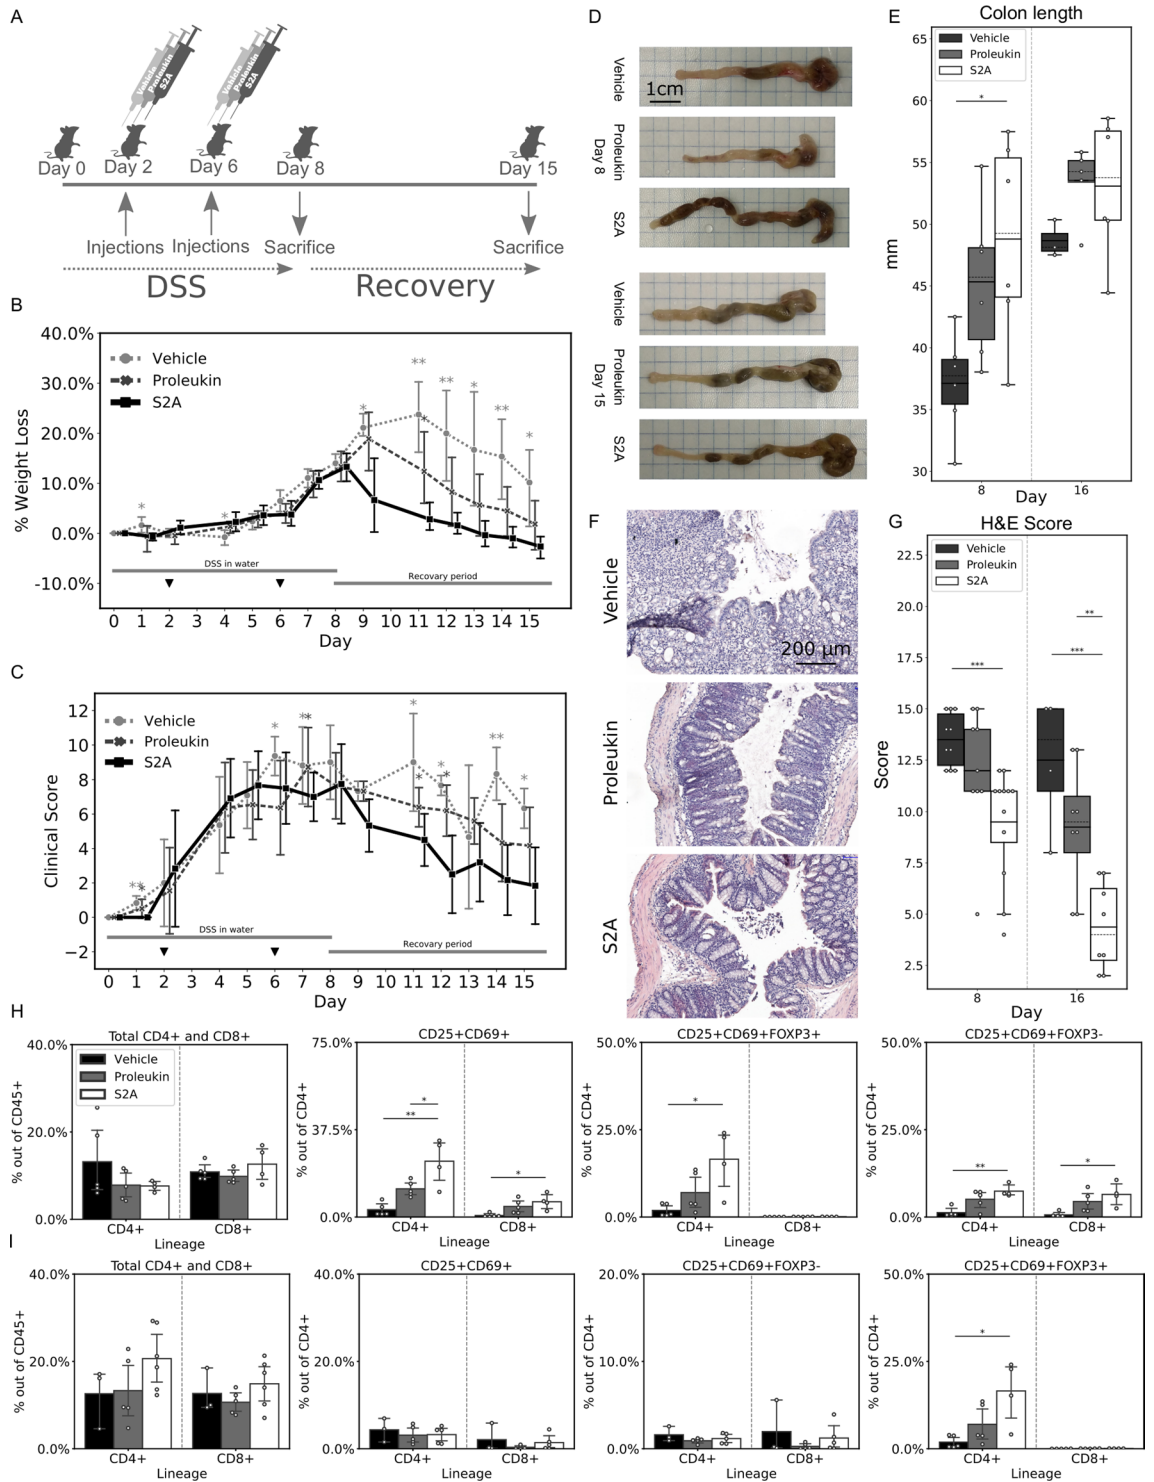 A
Vehicle
Proleukin
S2A
Vehicle
Proleukin
S2A
Day 0
Day 2
Day 6
Day 8
Day 15
Injections
Injections
Sacrifice
Sacrifice
DSS
Recovery
B
40.0%
30.0%
20.0%
10.0%
0.0%
-10.0%
% Weight Loss
Vehicle
Proleukin
S2A
*
*
*
**
*
**
*
**
*
DSS in water
Recovary period
0 1 2 3 4 5 6 7 8 9 10 11 12 13 14 15
Day
C
12
10
8
6
4
2
0
−2
Clinical Score
Vehicle
Proleukin
S2A
**
*
**
*
*
*
*
**
*
DSS in water
Recovary period
0 1 2 3 4 5 6 7 8 9 10 11 12 13 14 15
Day
D
Vehicle
1cm
Proleukin
Day 8
S2A
Vehicle
Proleukin
Day 15
S2A
E
Colon length
65
60
55
50
45
40
35
30
mm
Vehicle
Proleukin
S2A
*
8
16
Day
F
Vehicle
200 μm
Proleukin
S2A
G
H&E Score
22.5
20.0
17.5
15.0
12.5
10.0
7.5
5.0
2.5
Score
Vehicle
Proleukin
S2A
***
**
***
8
16
Day
H
Total CD4+ and CD8+
40.0%
20.0%
0.0%
% out of CD45+
Vehicle
Proleukin
S2A
CD4+
CD8+
Lineage
CD25+CD69+
75.0%
37.5%
0.0%
% out of CD4+
*
**
*
CD4+
CD8+
Lineage
CD25+CD69+FOXP3+
50.0%
25.0%
0.0%
% out of CD4+
*
CD4+
CD8+
Lineage
CD25+CD69+FOXP3-
50.0%
25.0%
0.0%
% out of CD4+
**
*
CD4+
CD8+
Lineage
I
Total CD4+ and CD8+
40.0%
20.0%
0.0%
% out of CD45+
CD4+
CD8+
Lineage
CD25+CD69+
40.0%
20.0%
0.0%
% out of CD4+
CD4+
CD8+
Lineage
CD25+CD69+FOXP3-
20.0%
10.0%
0.0%
% out of CD4+
CD4+
CD8+
Lineage
CD25+CD69+FOXP3+
50.0%
25.0%
0.0%
% out of CD4+
*
CD4+
CD8+
Lineage